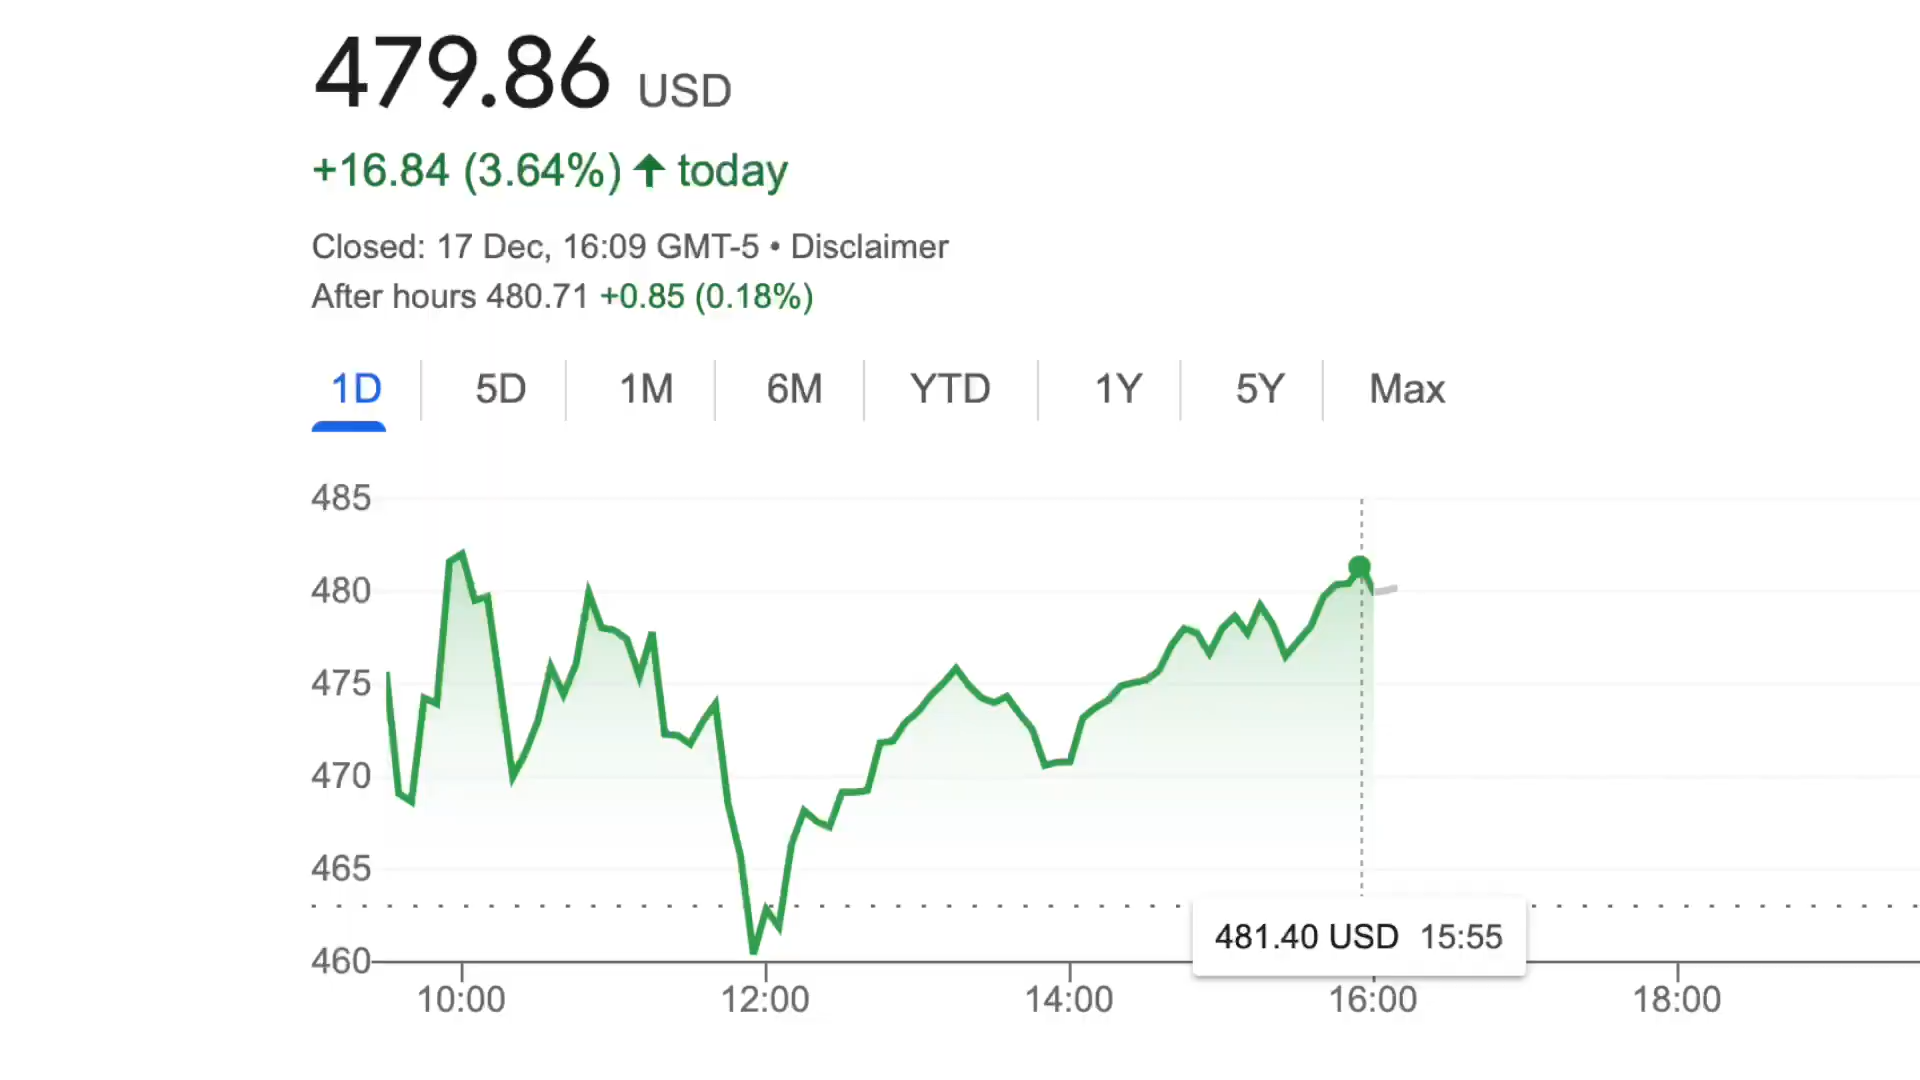 479.86 USD
+16.84 (3.64%) ↑ today
Closed: 17 Dec, 16:09 GMT-5 • Disclaimer
After hours 480.71 +0.85 (0.18%)
1D 5D 1M 6M YTD 1Y 5Y Max
485
480
475
470
465
460
481.40 USD 15:55
10:00 12:00 14:00 16:00 18:00